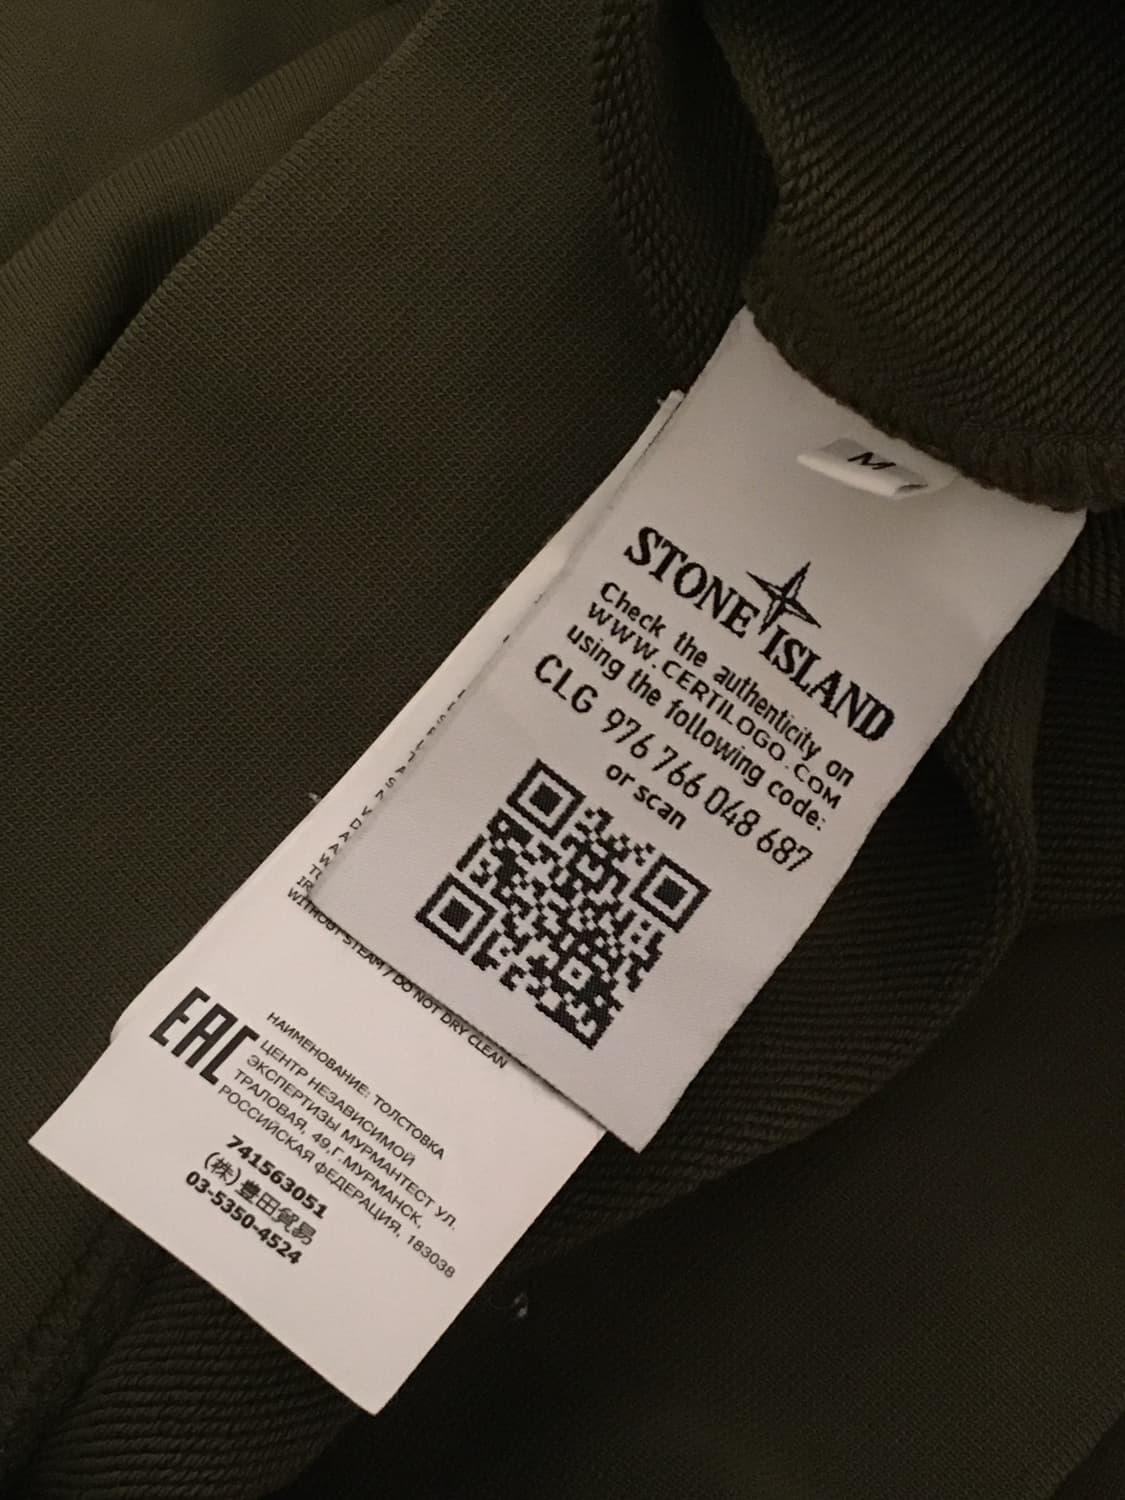 M
STONE ISLAND
Check the authenticity on
WWW.CERTILOGO.COM
using the following code:
CLG 976 766 048 687
or scan
WITHOUT STEAM / DO NOT DRY CLEAN
EAC
НАИМЕНОВАНИЕ: ТОЛСТОВКА
ЦЕНТР НЕЗАВИСИМОЙ
ЭКСПЕРТИЗЫ МУРМАНТЕСТ УЛ.
ТРАЛОВАЯ, 49,Г.МУРМАНСК,
РОССИЙСКАЯ ФЕДЕРАЦИЯ, 183038
741563051
(株)豊田貿易
03-5350-4524